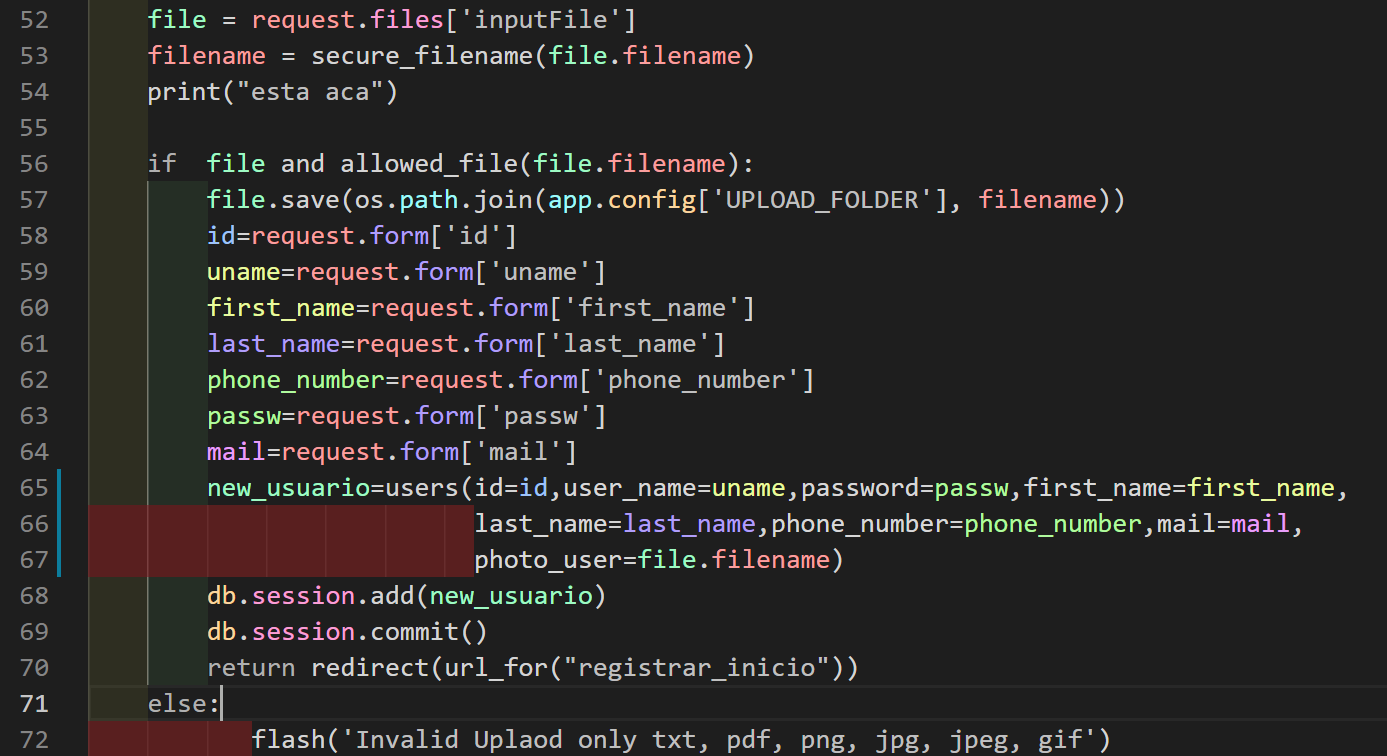 52 file = request.files['inputFile']
53 filename = secure_filename(file.filename)
54 print("esta aca")
55
56 if  file and allowed_file(file.filename):
57 file.save(os.path.join(app.config['UPLOAD_FOLDER'], filename))
58 id=request.form['id']
59 uname=request.form['uname']
60 first_name=request.form['first_name']
61 last_name=request.form['last_name']
62 phone_number=request.form['phone_number']
63 passw=request.form['passw']
64 mail=request.form['mail']
65 new_usuario=users(id=id,user_name=uname,password=passw,first_name=first_name,
66 last_name=last_name,phone_number=phone_number,mail=mail,
67 photo_user=file.filename)
68 db.session.add(new_usuario)
69 db.session.commit()
70 return redirect(url_for("registrar_inicio"))
71 else:
72 flash('Invalid Uplaod only txt, pdf, png, jpg, jpeg, gif')